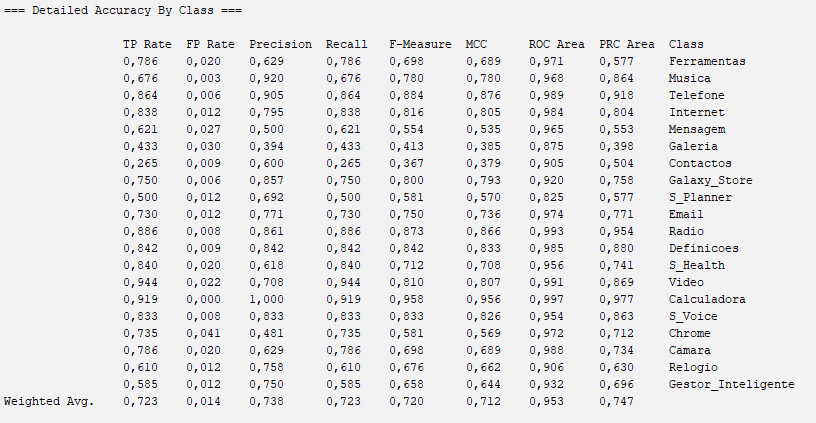 === Detailed Accuracy By Class ===
TP Rate FP Rate Precision Recall F-Measure MCC ROC Area PRC Area Class
0,786 0,020 0,629 0,786 0,698 0,689 0,971 0,577 Ferramentas
0,676 0,003 0,920 0,676 0,780 0,780 0,968 0,864 Musica
0,864 0,006 0,905 0,864 0,884 0,876 0,989 0,918 Telefone
0,838 0,012 0,795 0,838 0,816 0,805 0,984 0,804 Internet
0,621 0,027 0,500 0,621 0,554 0,535 0,965 0,553 Mensagem
0,433 0,030 0,394 0,433 0,413 0,385 0,875 0,398 Galeria
0,265 0,009 0,600 0,265 0,367 0,379 0,905 0,504 Contactos
0,750 0,006 0,857 0,750 0,800 0,793 0,920 0,758 Galaxy_Store
0,500 0,012 0,692 0,500 0,581 0,570 0,825 0,577 S_Planner
0,730 0,012 0,771 0,730 0,750 0,736 0,974 0,771 Email
0,886 0,008 0,861 0,886 0,873 0,866 0,993 0,954 Radio
0,842 0,009 0,842 0,842 0,842 0,833 0,985 0,880 Definicoes
0,840 0,020 0,618 0,840 0,712 0,708 0,956 0,741 S_Health
0,944 0,022 0,708 0,944 0,810 0,807 0,991 0,869 Video
0,919 0,000 1,000 0,919 0,958 0,956 0,997 0,977 Calculadora
0,833 0,008 0,833 0,833 0,833 0,826 0,954 0,863 S_Voice
0,735 0,041 0,481 0,735 0,581 0,569 0,972 0,712 Chrome
0,786 0,020 0,629 0,786 0,698 0,689 0,988 0,734 Camara
0,610 0,012 0,758 0,610 0,676 0,662 0,906 0,630 Relogio
0,585 0,012 0,750 0,585 0,658 0,644 0,932 0,696 Gestor_Inteligente
Weighted Avg. 0,723 0,014 0,738 0,723 0,720 0,712 0,953 0,747